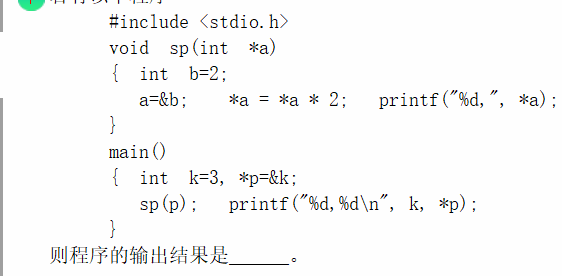 #include <stdio.h>
void sp(int *a)
{ int b=2;
a=&b; *a = *a * 2; printf("%d,", *a);
}
main()
{ int k=3, *p=&k;
sp(p); printf("%d,%d\n", k, *p);
}
则程序的输出结果是______。